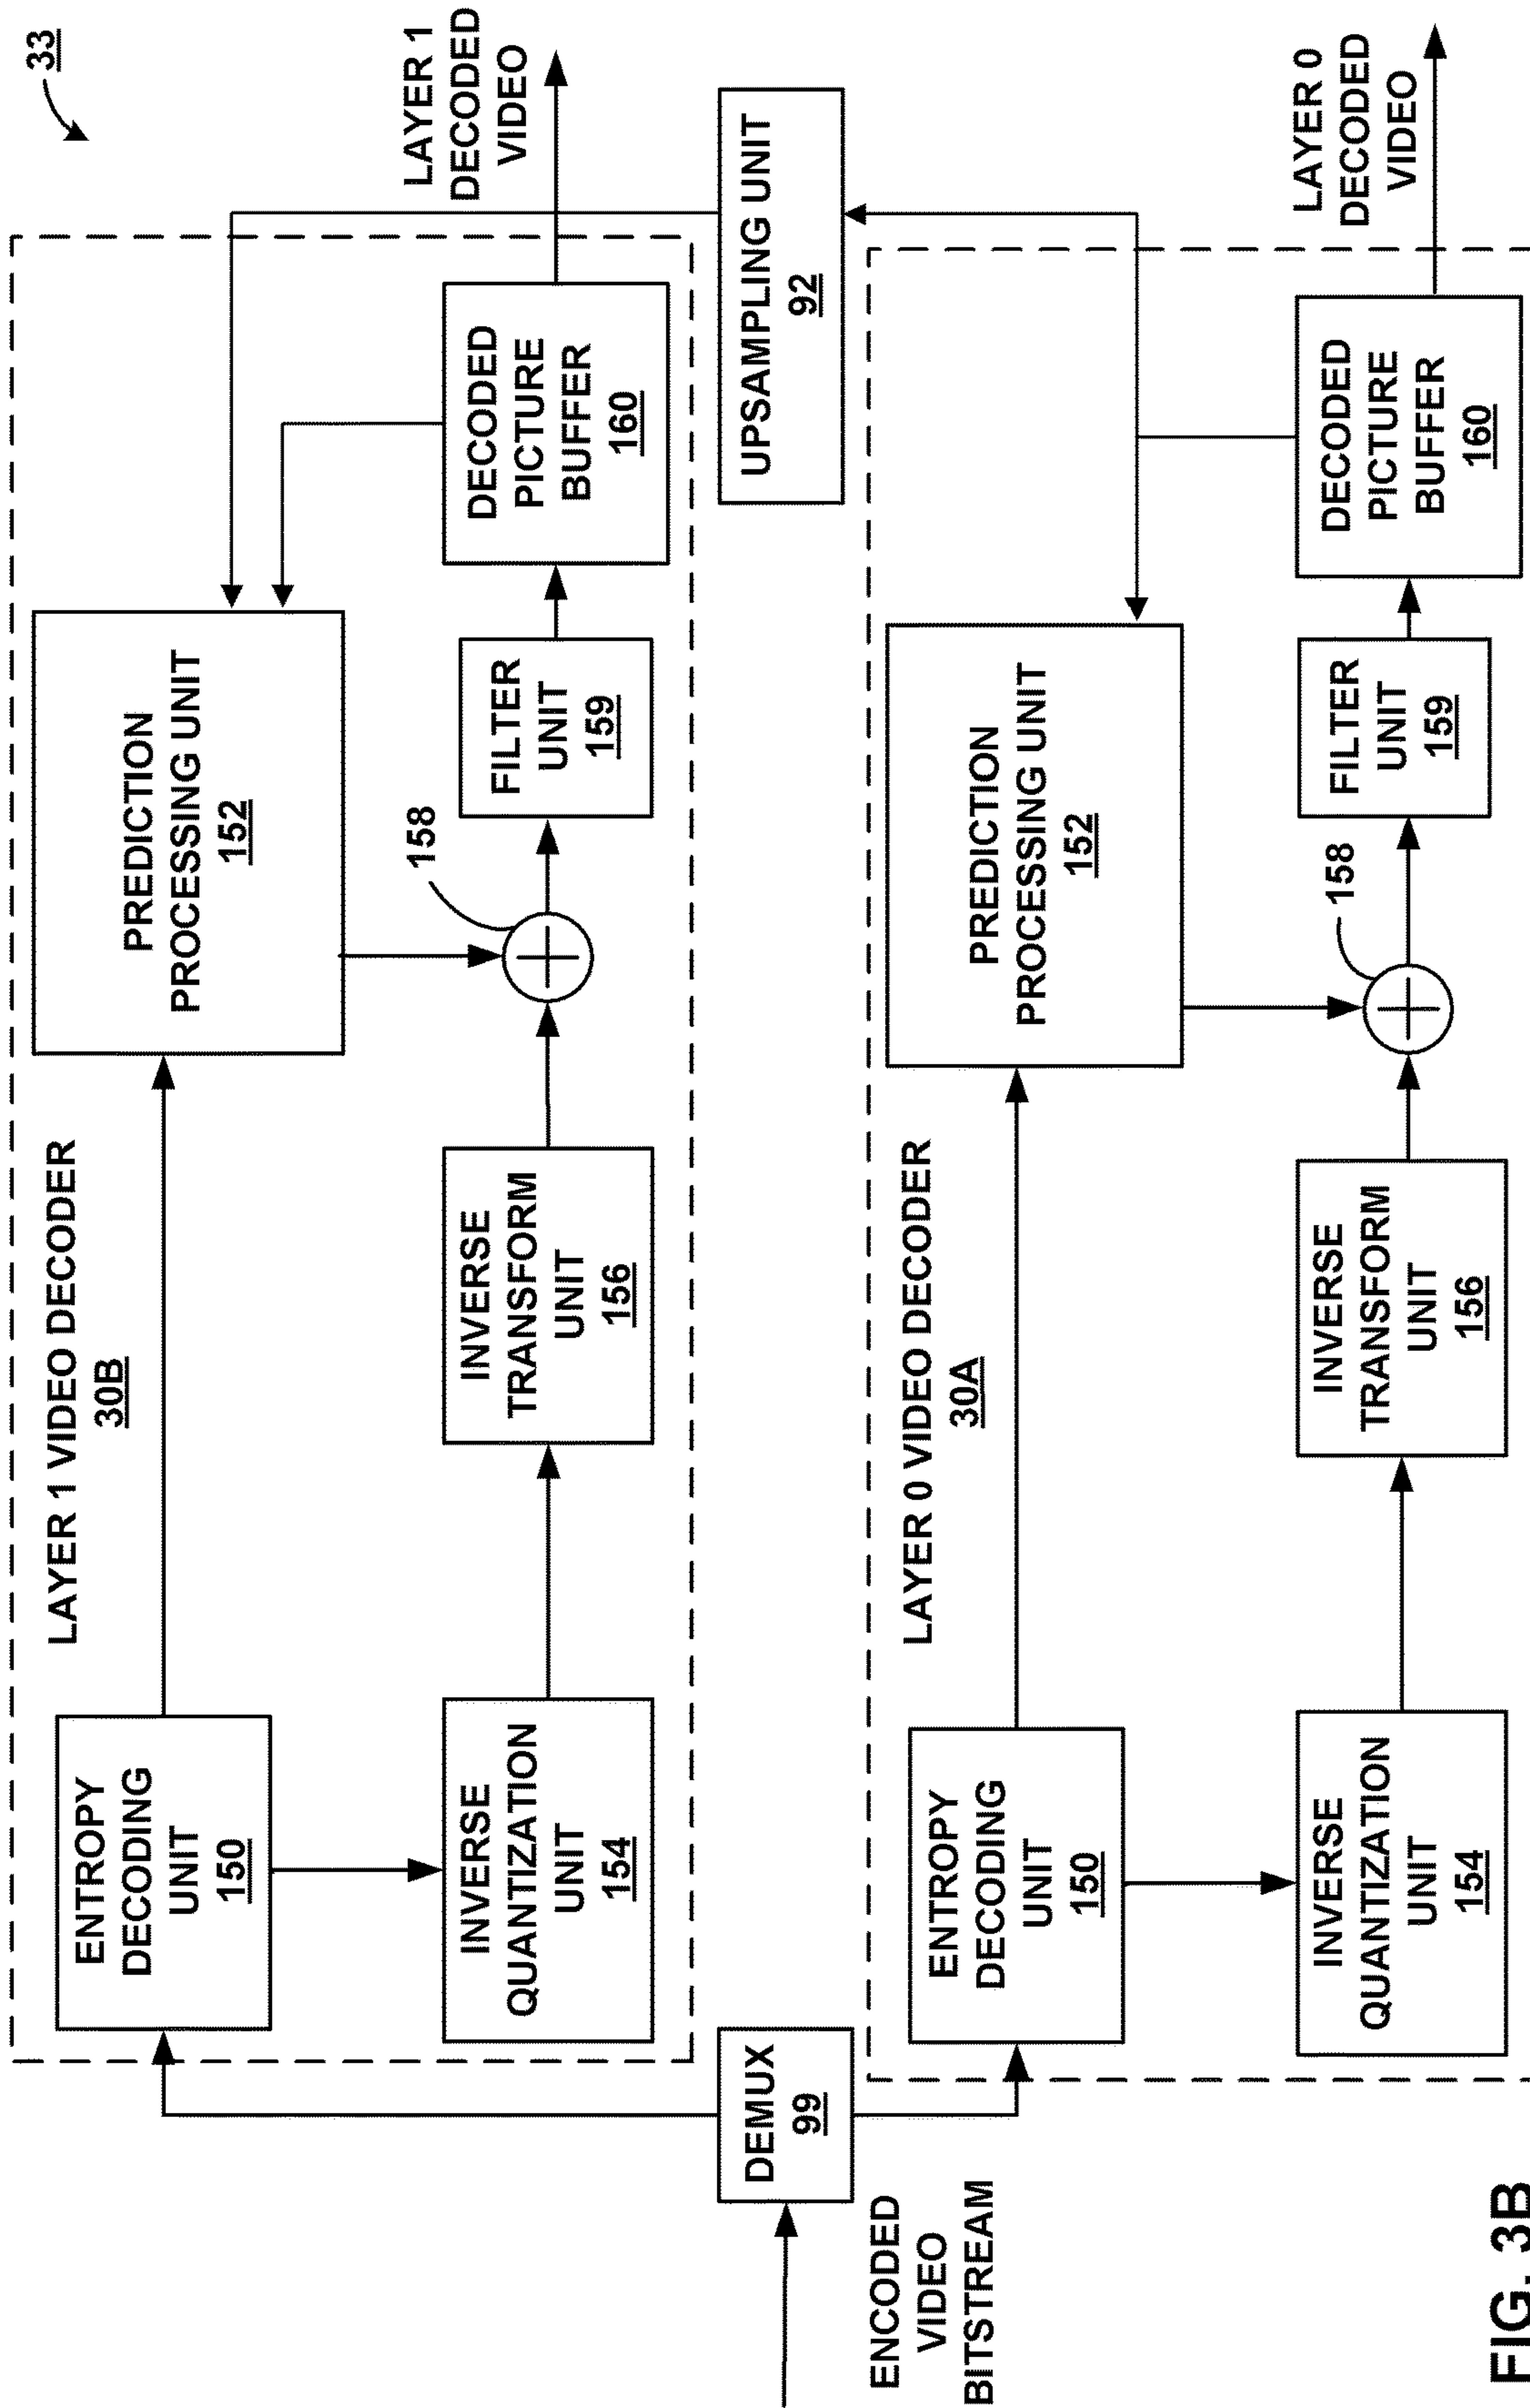 33
LAYER 1 VIDEO DECODER
30B
ENTROPY
DECODING
UNIT
150
PREDICTION
PROCESSING UNIT
152
INVERSE
QUANTIZATION
UNIT
154
INVERSE
TRANSFORM
UNIT
156
158
FILTER
UNIT
159
DECODED
PICTURE
BUFFER
160
LAYER 1
DECODED
VIDEO
DEMUX
99
ENCODED
VIDEO
BITSTREAM
UPSAMPLING UNIT
92
LAYER 0 VIDEO DECODER
30A
ENTROPY
DECODING
UNIT
150
PREDICTION
PROCESSING UNIT
152
INVERSE
QUANTIZATION
UNIT
154
INVERSE
TRANSFORM
UNIT
156
158
FILTER
UNIT
159
DECODED
PICTURE
BUFFER
160
LAYER 0
DECODED
VIDEO
FIG. 3B